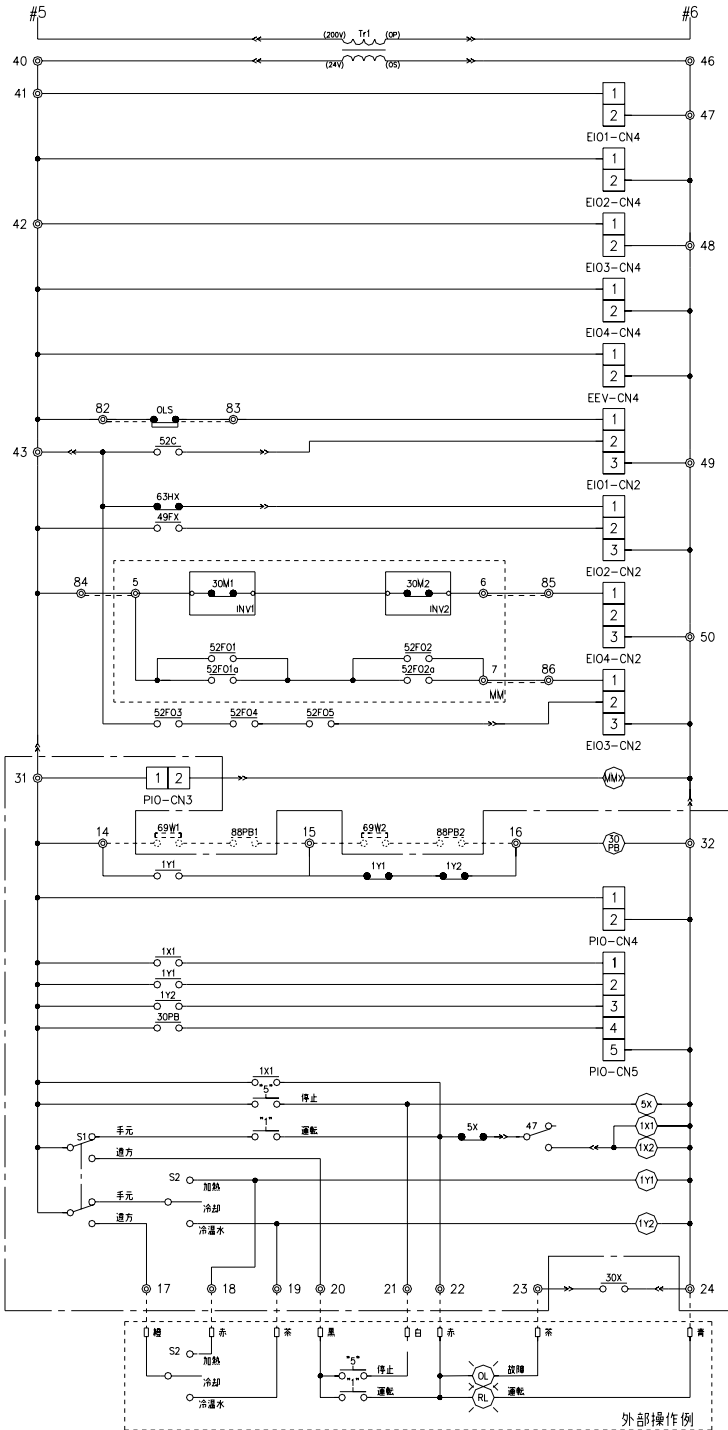 #5 #6
(200V) Tr1 (0P)
40 (24V) (0S) 46
41 1
2 47
EIO1-CN4
1
2
EIO2-CN4
42 1
2 48
EIO3-CN4
1
2
EIO4-CN4
1
2
EEV-CN4
82 OLS 83 1
43 52C 2
3 49
EIO1-CN2
63HX 1
49FX 2
3
EIO2-CN2
84 5 30M1 30M2 6 85 1
INV1 INV2 2
3 50
EIO4-CN2
52F01 52F02
52F01a 52F02a 7 86 1
MM 2
52F03 52F04 52F05 3
EIO3-CN2
31 1 2 MMX
PIO-CN3
14 69W1 88PB1 15 69W2 88PB2 16 30PB 32
1Y1 1Y1 1Y2
1
2
PIO-CN4
1X1 1
1Y1 2
1Y2 3
30PB 4
5
PIO-CN5
1X1
"5" 停止 5X
S1 手元 "1" 運転 5X 47 1X1
遠方 1X2
S2 加熱 1Y1
手元 冷却
遠方 冷温水 1Y2
17 18 19 20 21 22 23 30X 24
橙 赤 茶 黒 白 赤 茶 青
S2 加熱 "5" 停止 OL 故障
冷却 "1" 運転 RL 運転
冷温水
外部操作例